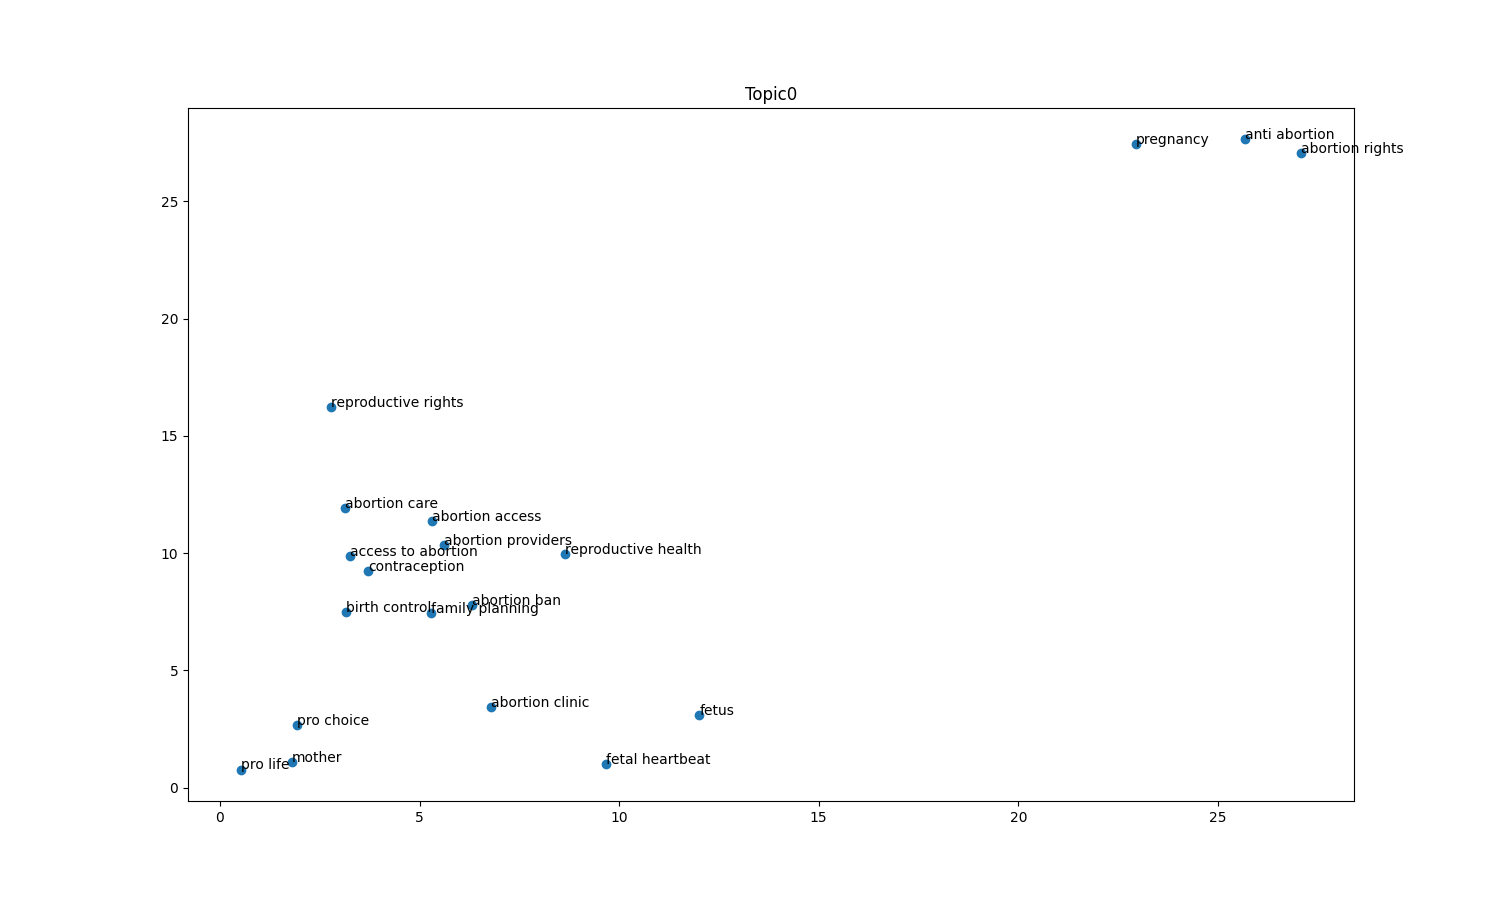 Topic0
pregnancy
anti abortion
abortion rights
25
20
reproductive rights
15
abortion care
abortion access
abortion providers
access to abortion
reproductive health
10
contraception
abortion ban
birth control
family planning
5
abortion clinic
fetus
pro choice
mother
fetal heartbeat
pro life
0
0 5 10 15 20 25